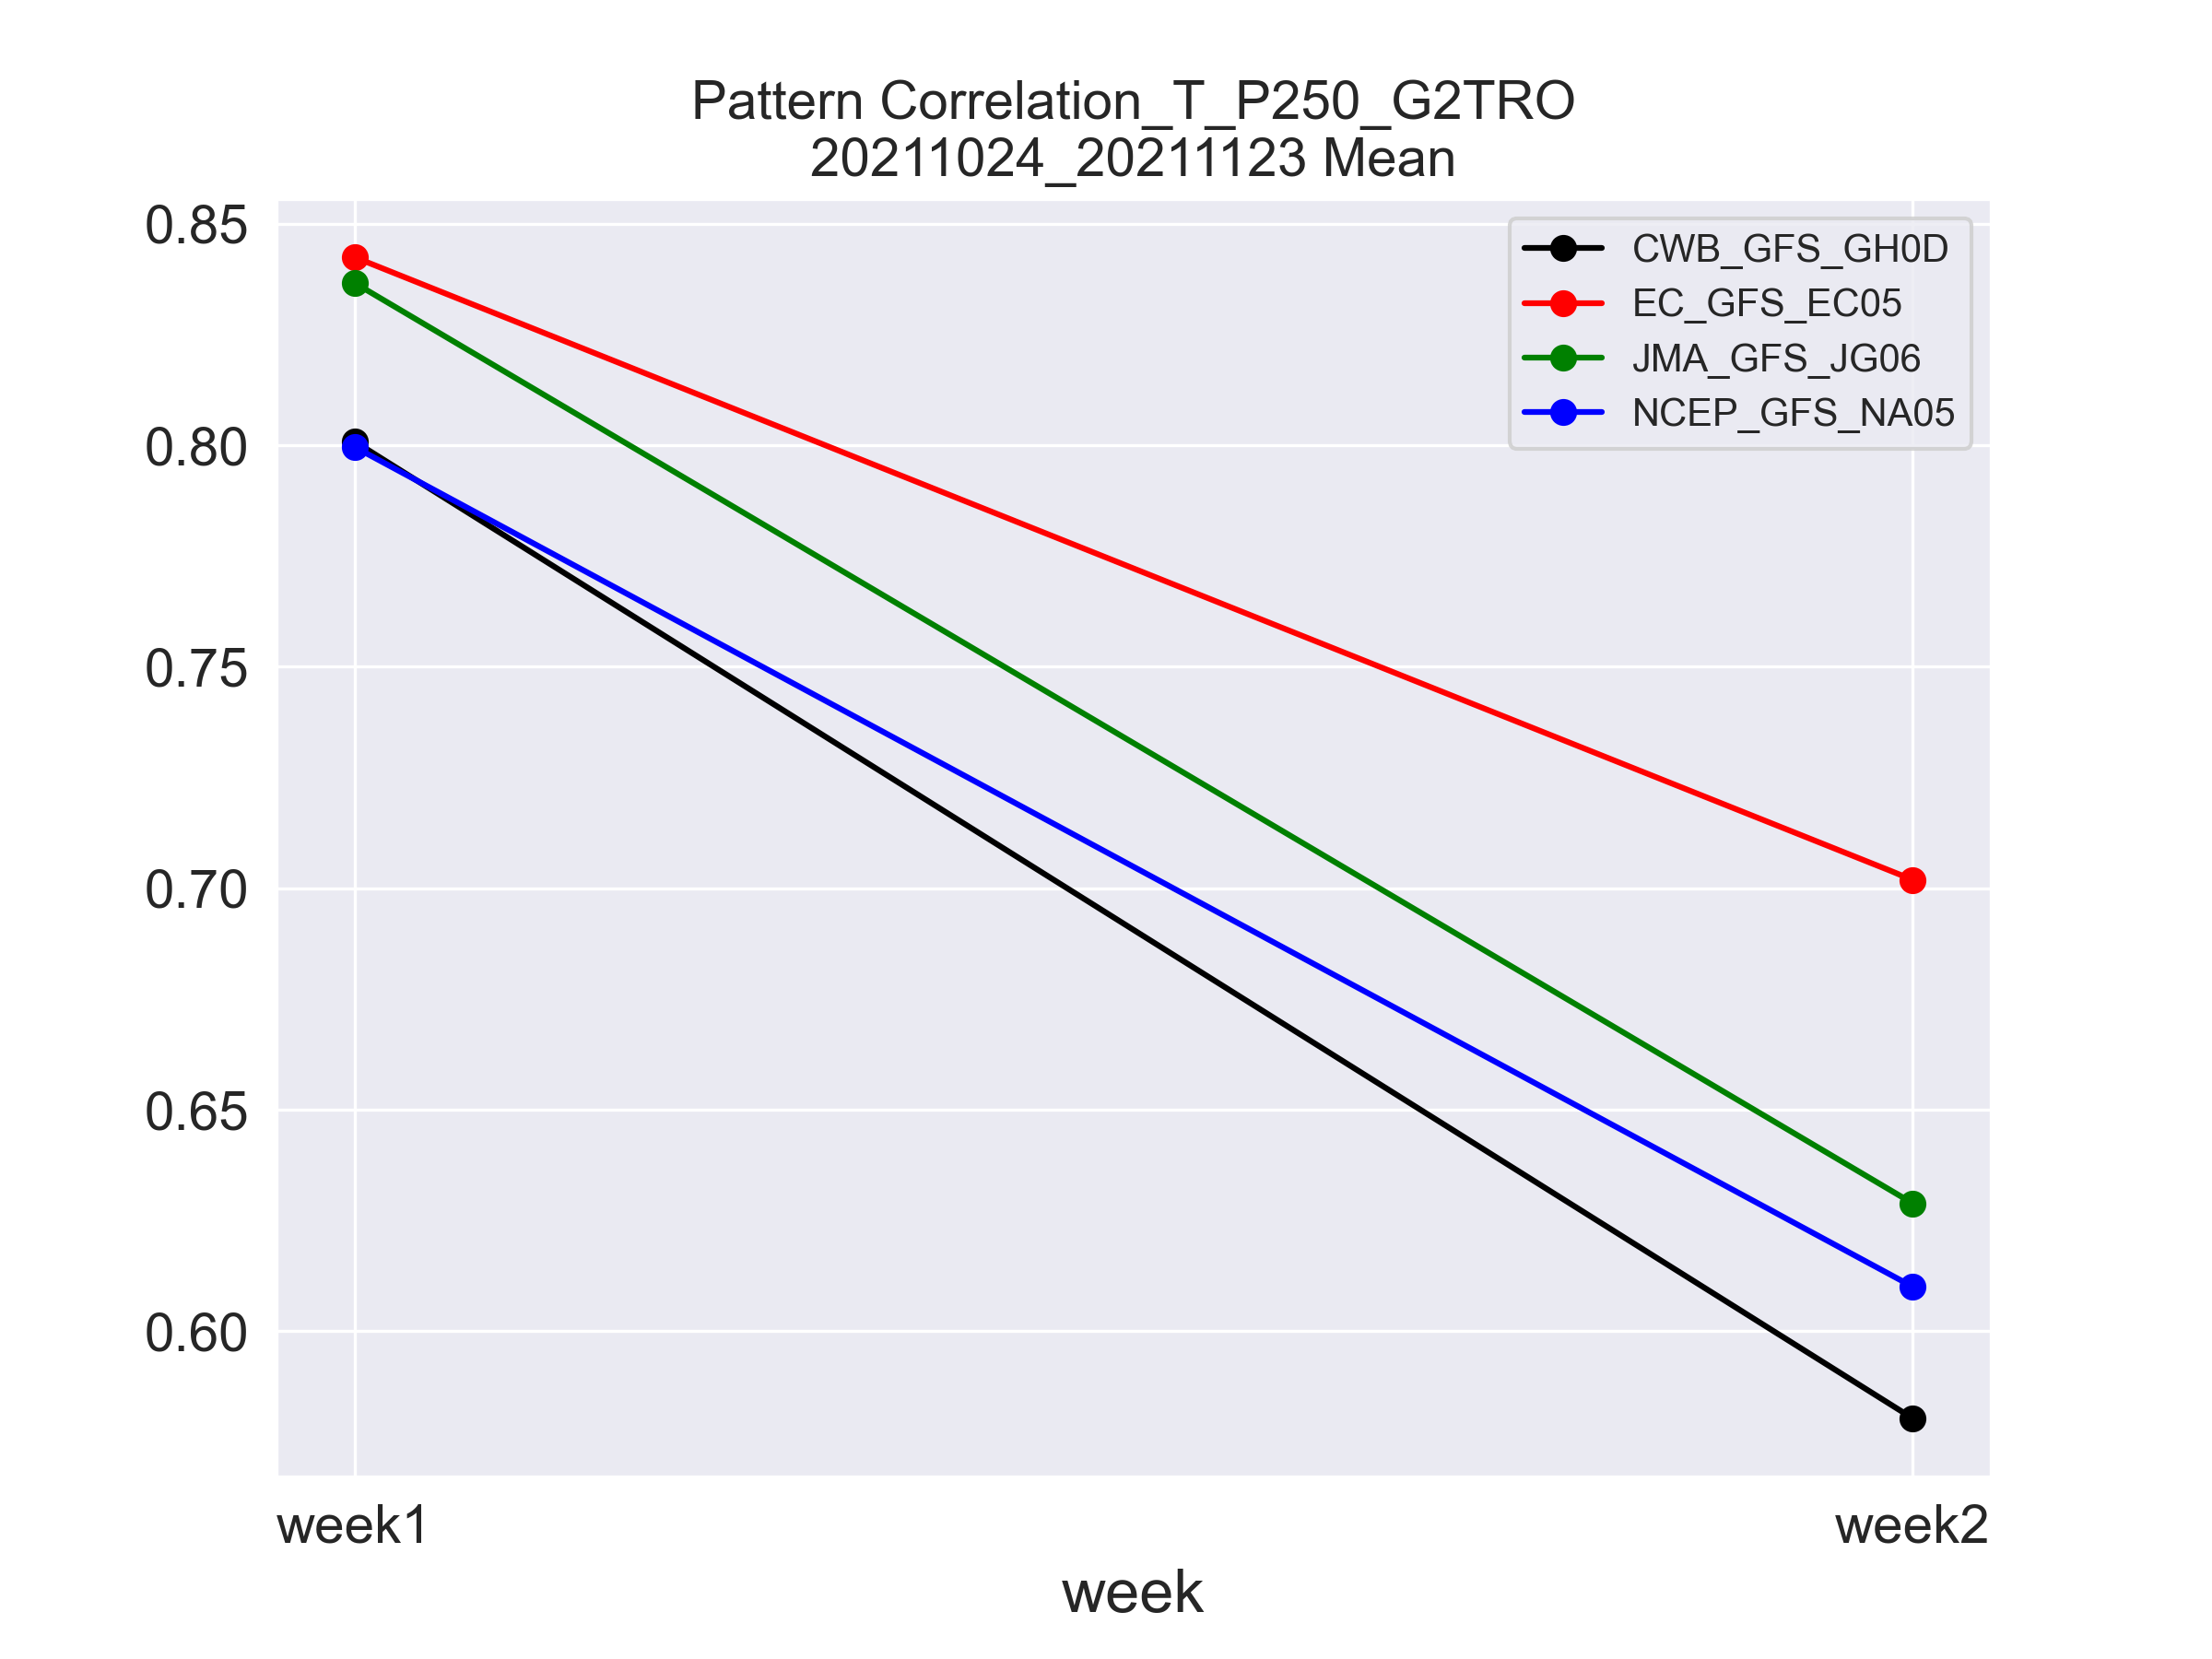 Pattern Correlation_T_P250_G2TRO
20211024_20211123 Mean
0.85
0.80
0.75
0.70
0.65
0.60
CWB_GFS_GH0D
EC_GFS_EC05
JMA_GFS_JG06
NCEP_GFS_NA05
week1
week2
week